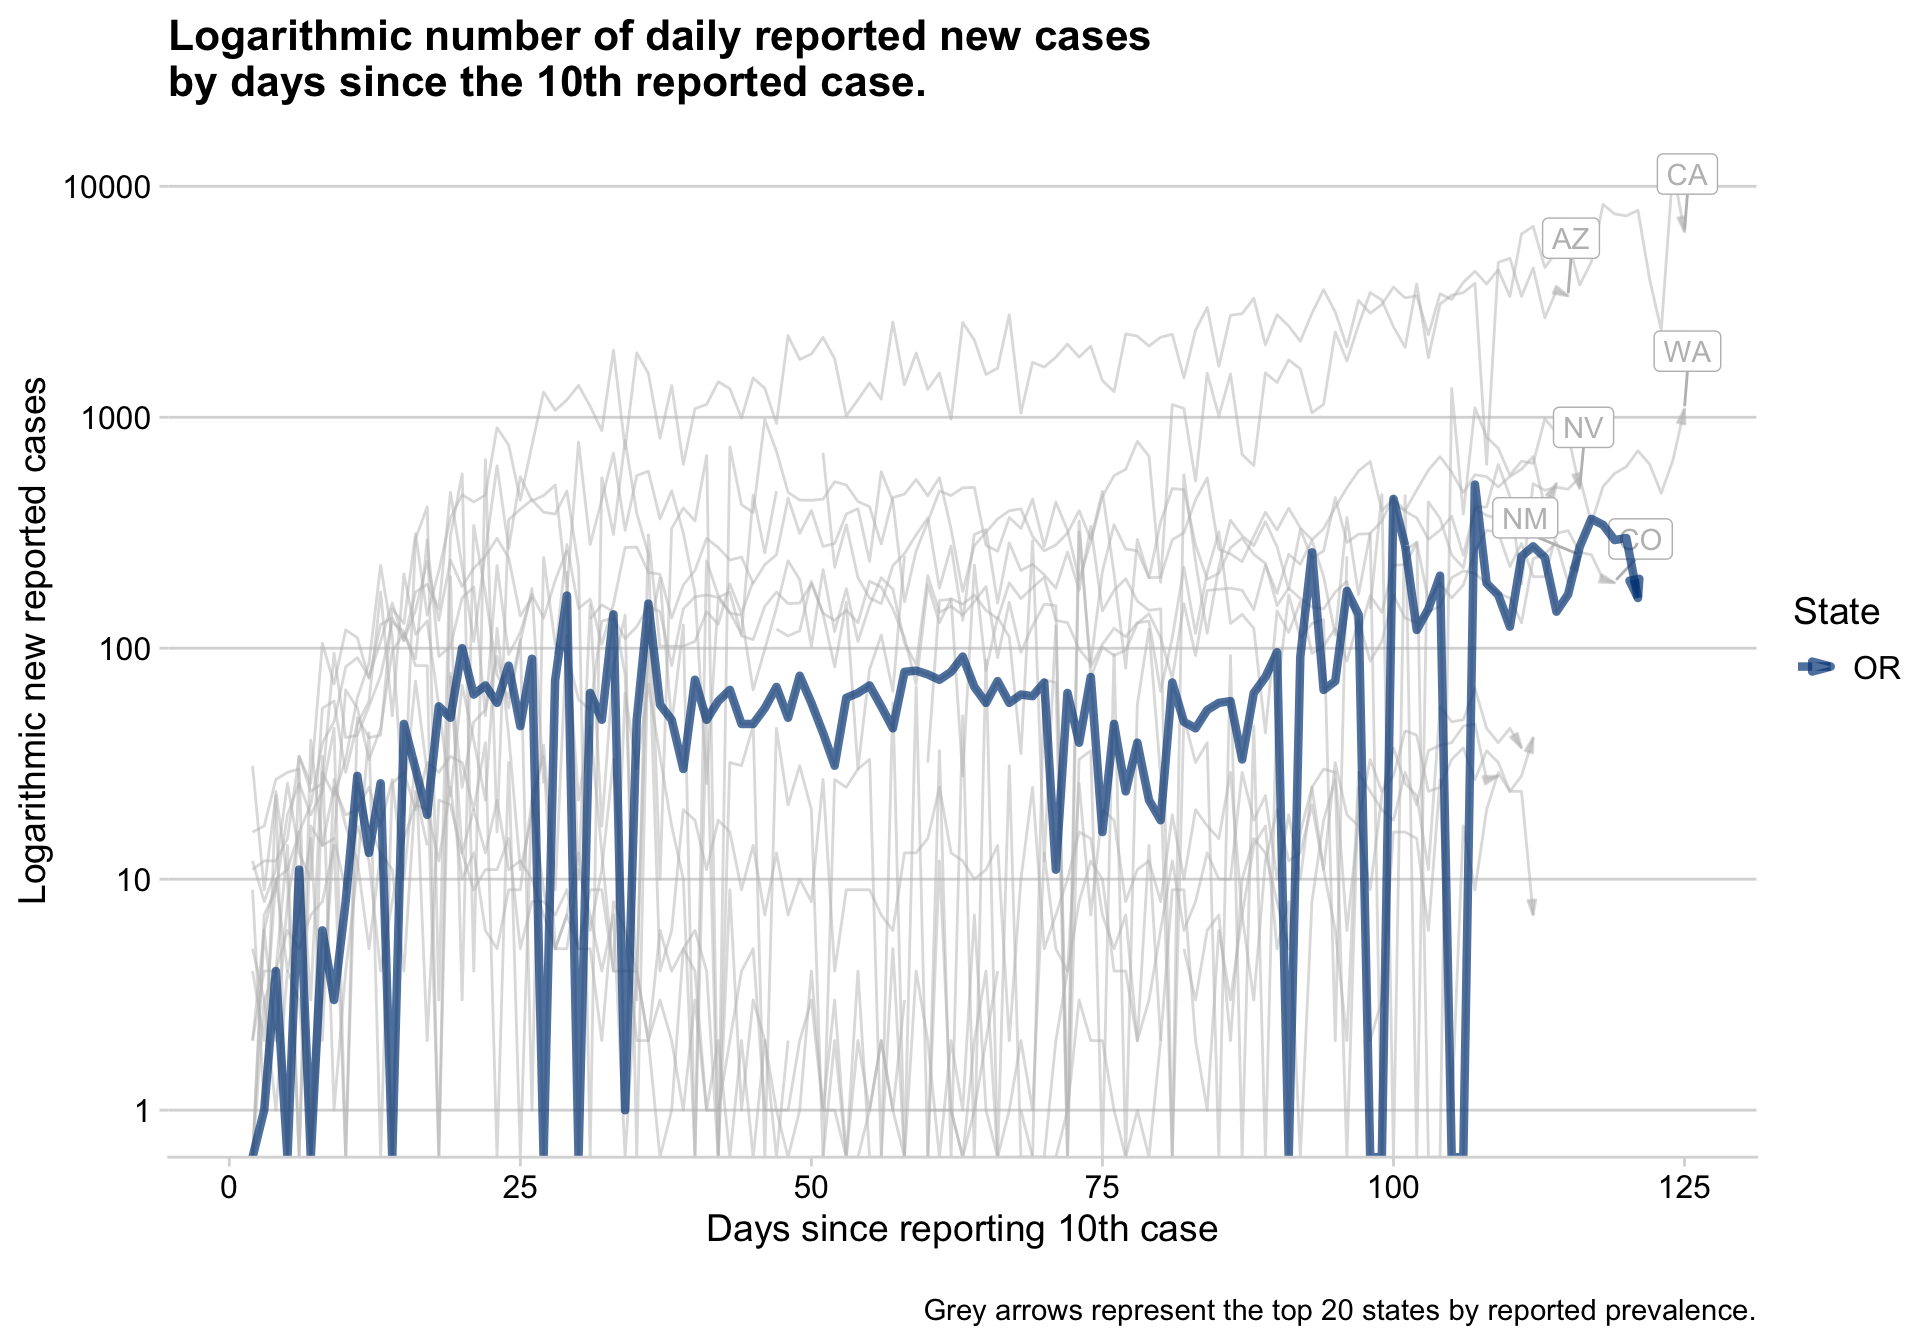 Logarithmic number of daily reported new cases
by days since the 10th reported case.
Logarithmic new reported cases
10000
1000
100
10
1
CA
AZ
WA
NV
NM
CO
State
OR
0
25
50
75
100
125
Days since reporting 10th case
Grey arrows represent the top 20 states by reported prevalence.